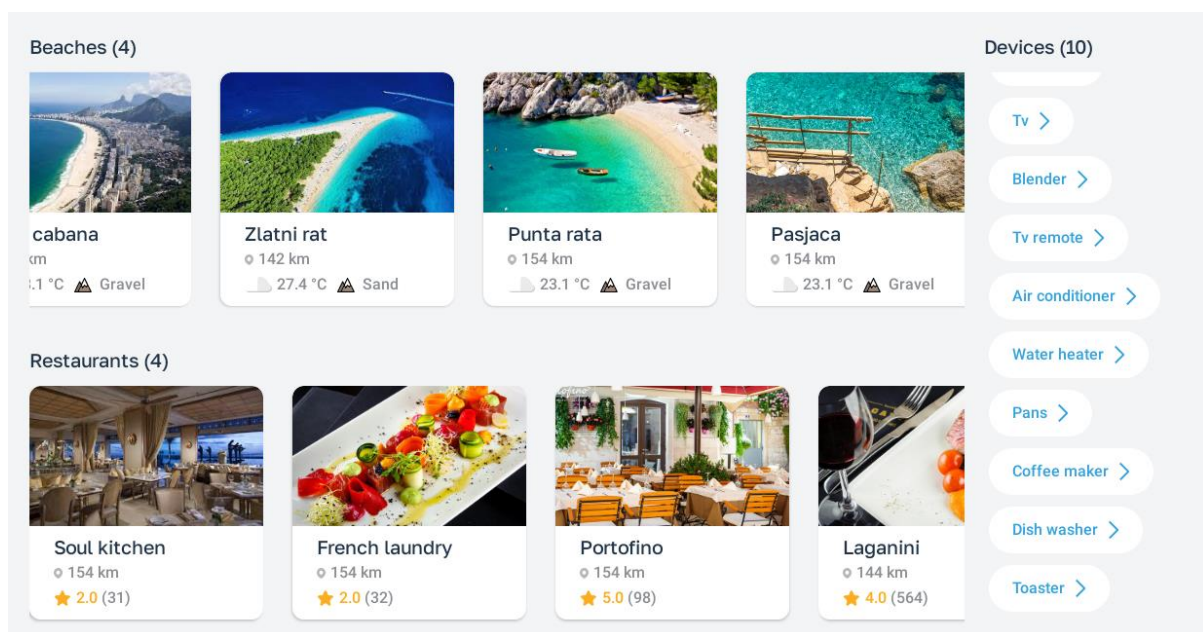 Beaches (4)
cabana
km
.1 °C Gravel
Zlatni rat
142 km
27.4 °C Sand
Punta rata
154 km
23.1 °C Gravel
Pasjaca
154 km
23.1 °C Gravel
Restaurants (4)
Soul kitchen
154 km
2.0 (31)
French laundry
154 km
2.0 (32)
Portofino
154 km
5.0 (98)
Laganini
144 km
4.0 (564)
Devices (10)
Tv
Blender
Tv remote
Air conditioner
Water heater
Pans
Coffee maker
Dish washer
Toaster